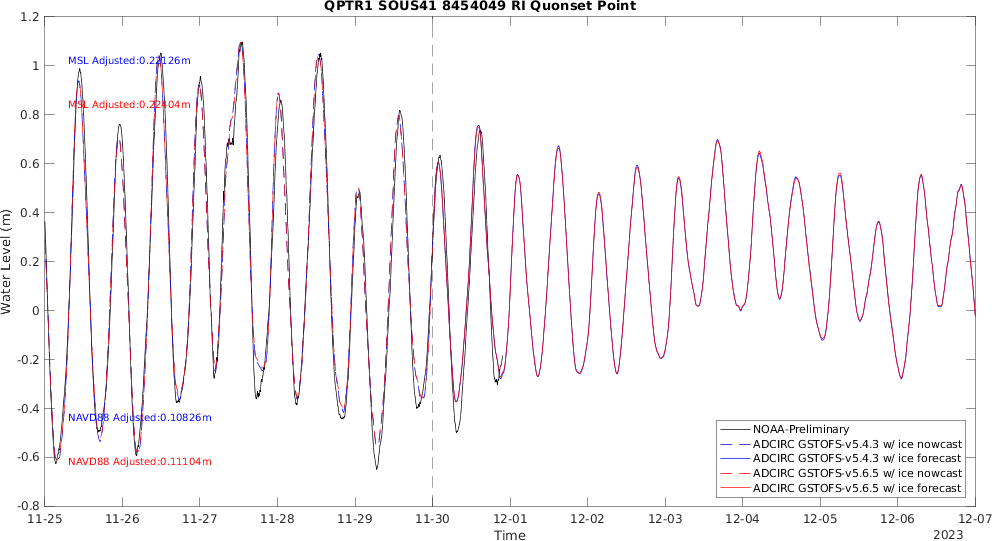 QPTR1 SOUS41 8454049 RI Quonset Point
1.2
1
0.8
0.6
0.4
0.2
0
-0.2
-0.4
-0.6
-0.8
Water Level (m)
MSL Adjusted:0.22126m
MSL Adjusted:0.22404m
NAVD88 Adjusted:0.10826m
NAVD88 Adjusted:0.11104m
NOAA-Preliminary
ADCIRC GSTOFS-v5.4.3 w/ ice nowcast
ADCIRC GSTOFS-v5.4.3 w/ ice forecast
ADCIRC GSTOFS-v5.6.5 w/ ice nowcast
ADCIRC GSTOFS-v5.6.5 w/ ice forecast
11-25 11-26 11-27 11-28 11-29 11-30 12-01 12-02 12-03 12-04 12-05 12-06 12-07
Time
2023